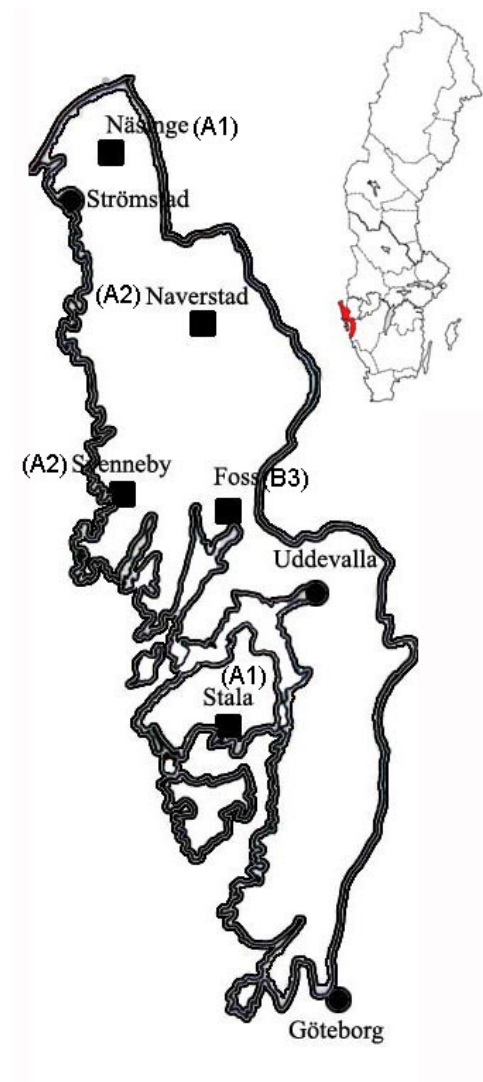 Näsinge (A1)
Strömstad
(A2) Naverstad
(A2) Svenneby
Foss (B3)
Uddevalla
(A1)
Stala
Göteborg